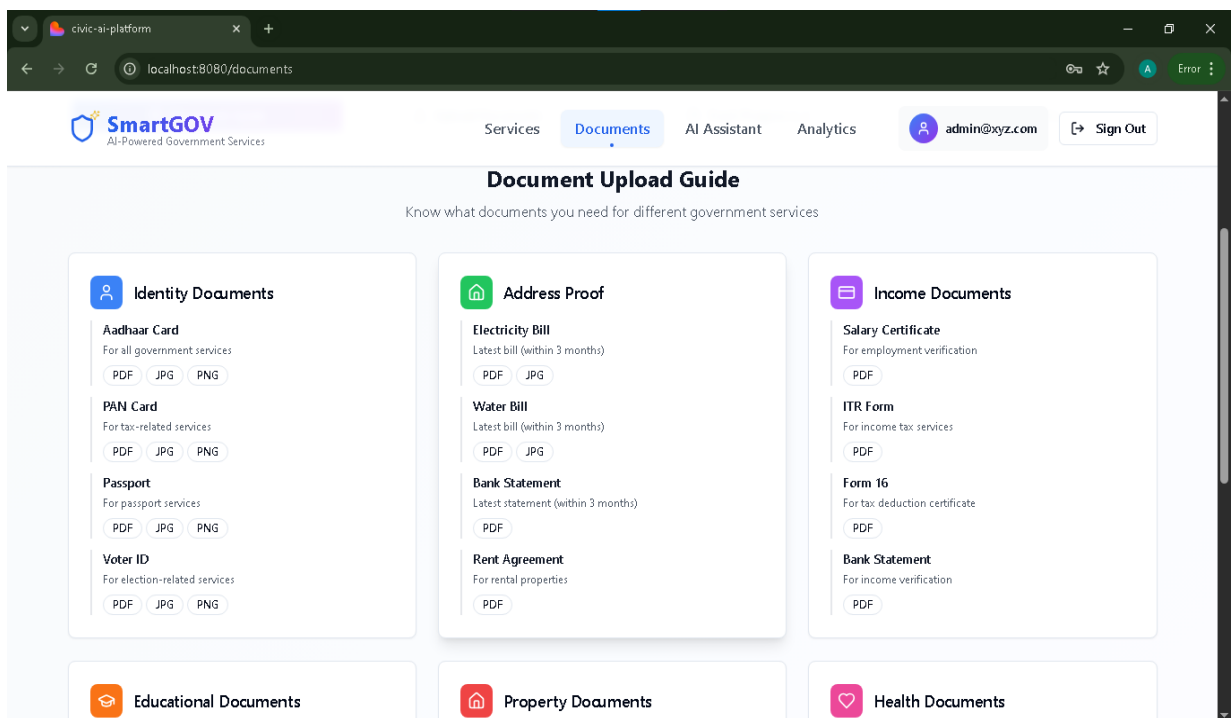 civic-ai-platform
localhost:8080/documents
A
Error
SmartGOV
AI-Powered Government Services
Services
Documents
AI Assistant
Analytics
admin@xyz.com
Sign Out
Document Upload Guide
Know what documents you need for different government services
Identity Documents
Aadhaar Card
For all government services
PDF JPG PNG
PAN Card
For tax-related services
PDF JPG PNG
Passport
For passport services
PDF JPG PNG
Voter ID
For election-related services
PDF JPG PNG
Address Proof
Electricity Bill
Latest bill (within 3 months)
PDF JPG
Water Bill
Latest bill (within 3 months)
PDF JPG
Bank Statement
Latest statement (within 3 months)
PDF
Rent Agreement
For rental properties
PDF
Income Documents
Salary Certificate
For employment verification
PDF
ITR Form
For income tax services
PDF
Form 16
For tax deduction certificate
PDF
Bank Statement
For income verification
PDF
Educational Documents
Property Documents
Health Documents